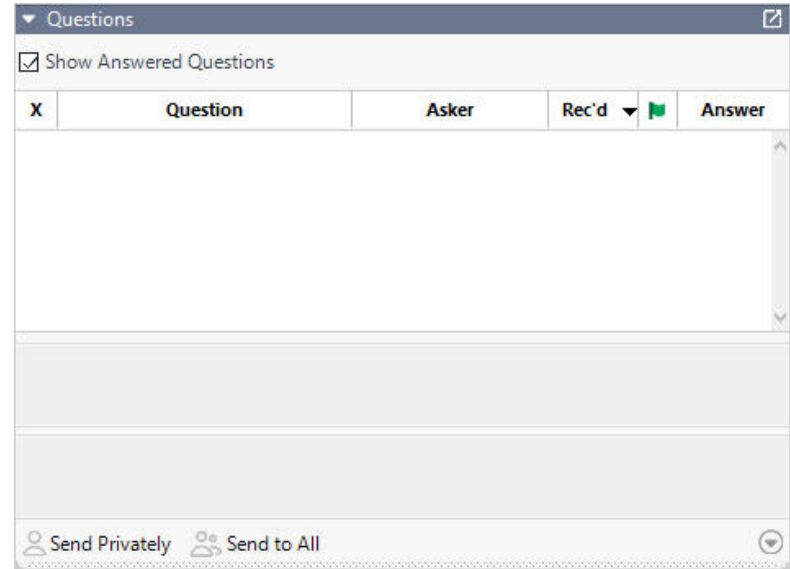 Questions
Show Answered Questions
X Question Asker Rec'd Answer
Send Privately Send to All